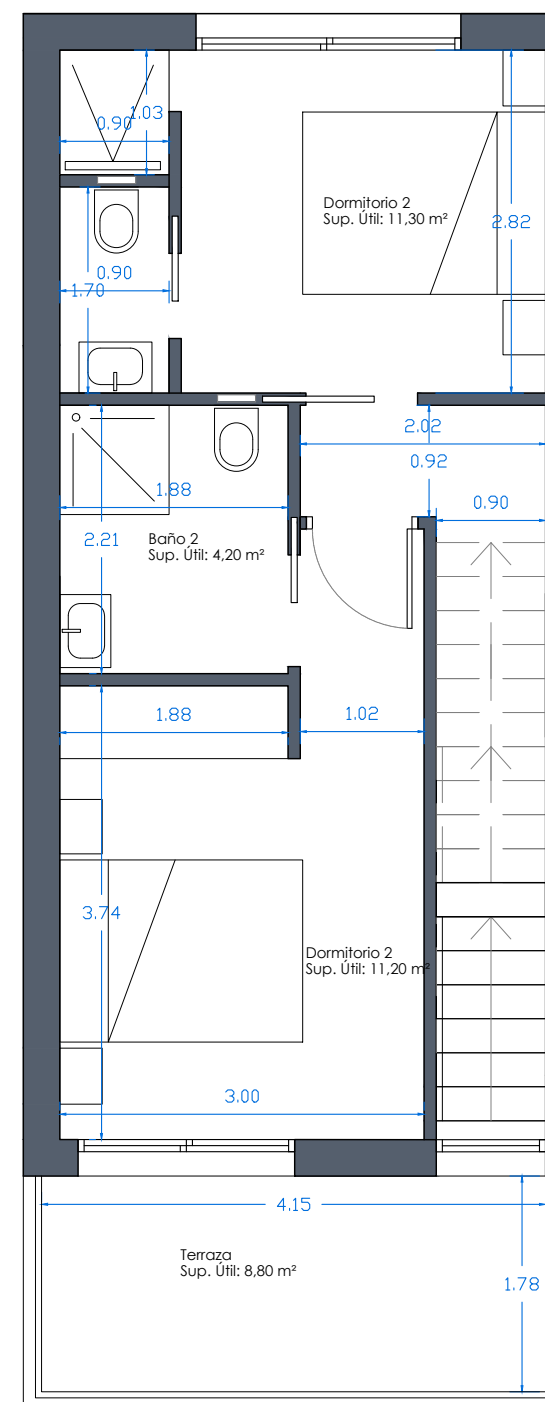 1.03
0.90
Dormitorio 2
Sup. Útil: 11,30 m²
2.82
0.90
1.70
2.02
0.92
1.88
0.90
2.21
Baño 2
Sup. Útil: 4,20 m²
1.88
1.02
3.74
Dormitorio 2
Sup. Útil: 11,20 m²
3.00
4.15
Terraza
Sup. Útil: 8,80 m²
1.78